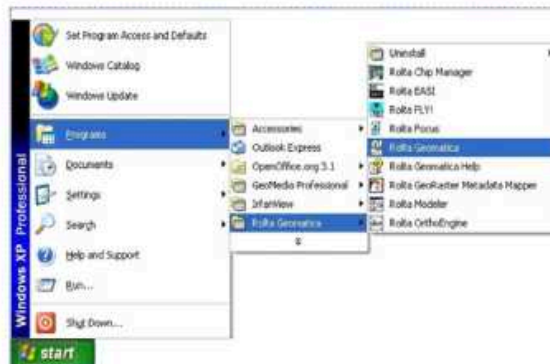 Set Program Access and Defaults
Windows Catalog
Windows Update
Programs
Documents
Settings
Search
Help and Support
Run...
Shut Down...
Windows XP Professional
start
Accessories
Outlook Express
OpenOffice.org 3.1
GeoMedia Professional
IrfanView
Rolta Geomatica
Uninstall
Rolta Chip Manager
Rolta EASI
Rolta FLY!
Rolta Focus
Rolta Geomatica
Rolta Geomatica Help
Rolta GeoRaster Metadata Mapper
Rolta Modeler
Rolta OrthoEngine